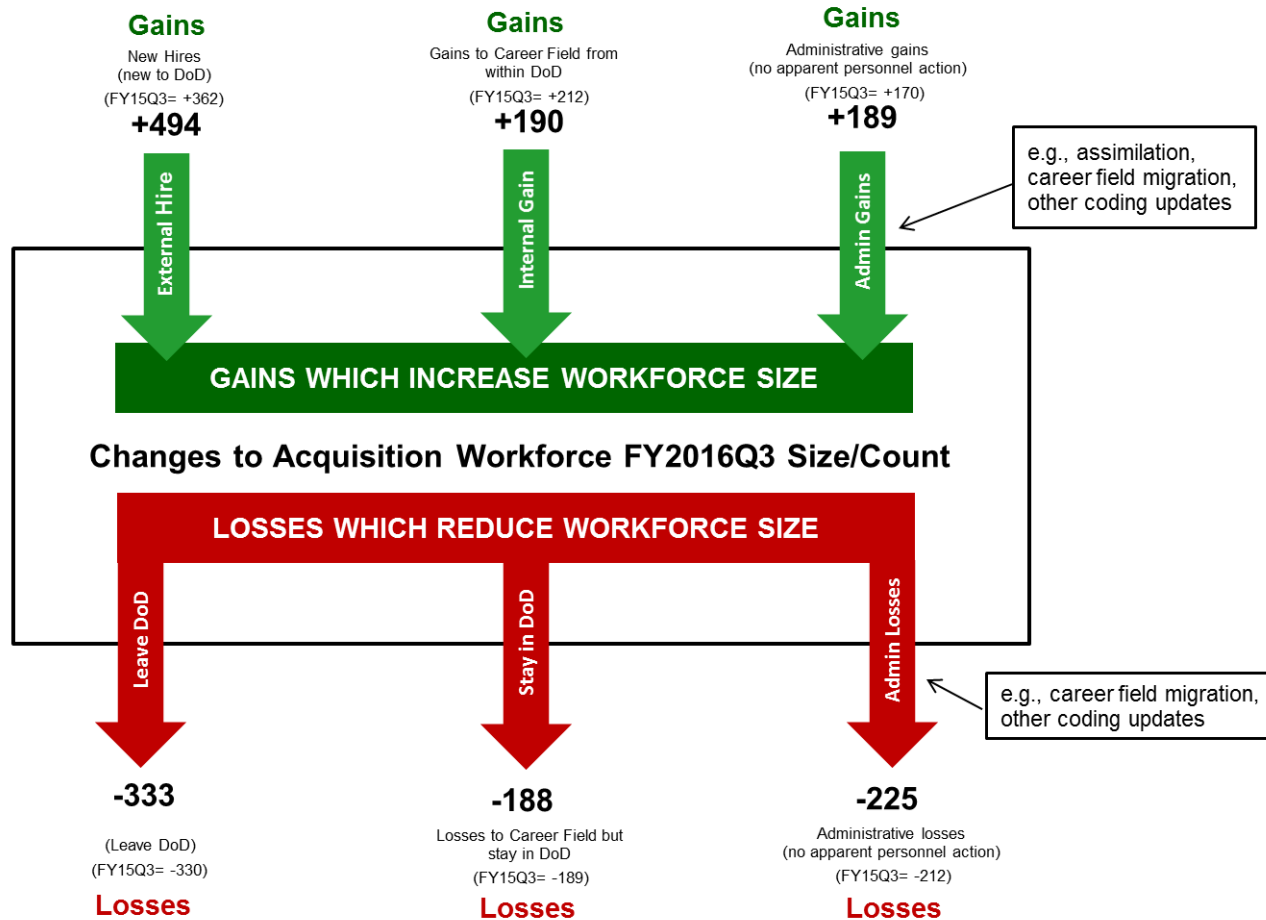 Gains
New Hires
(new to DoD)
(FY15Q3= +362)
+494
Gains
Gains to Career Field from
within DoD
(FY15Q3= +212)
+190
Gains
Administrative gains
(no apparent personnel action)
(FY15Q3= +170)
+189
e.g., assimilation,
career field migration,
other coding updates
External Hire
Internal Gain
Admin Gains
GAINS WHICH INCREASE WORKFORCE SIZE
Changes to Acquisition Workforce FY2016Q3 Size/Count
LOSSES WHICH REDUCE WORKFORCE SIZE
Leave DoD
Stay in DoD
Admin Losses
e.g., career field migration,
other coding updates
-333
(Leave DoD)
(FY15Q3= -330)
Losses
-188
Losses to Career Field but
stay in DoD
(FY15Q3= -189)
Losses
-225
Administrative losses
(no apparent personnel action)
(FY15Q3= -212)
Losses